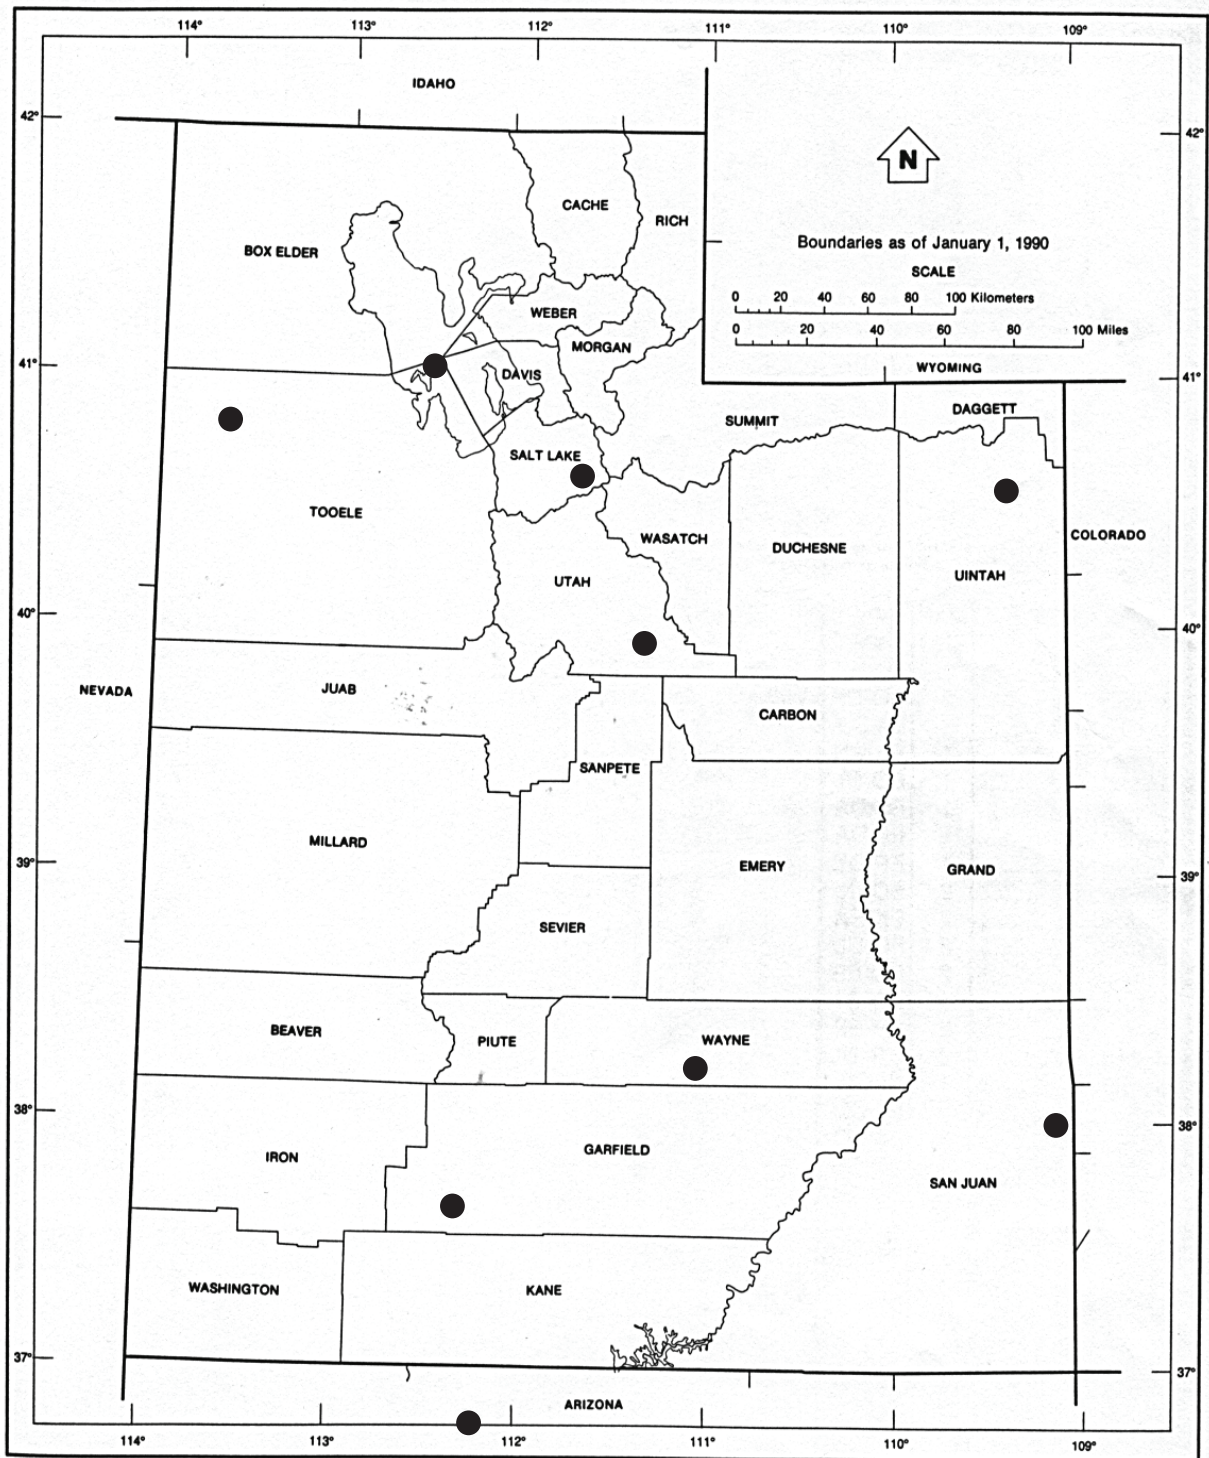 114° 113° 112° 111° 110° 109°
IDAHO
42° 42°
N
CACHE
RICH
BOX ELDER
Boundaries as of January 1, 1990
SCALE
0 20 40 60 80 100 Kilometers
WEBER
0 20 40 60 80 100 Miles
MORGAN
41° WYOMING 41°
DAVIS
DAGGETT
SUMMIT
SALT LAKE
TOOELE
COLORADO
WASATCH
DUCHESNE
UINTAH
UTAH
40° 40°
NEVADA
JUAB
CARBON
SANPETE
MILLARD
39° EMERY GRAND 39°
SEVIER
BEAVER
PIUTE
WAYNE
38° 38°
GARFIELD
IRON
SAN JUAN
WASHINGTON
KANE
37° 37°
ARIZONA
114° 113° 112° 111° 110° 109°